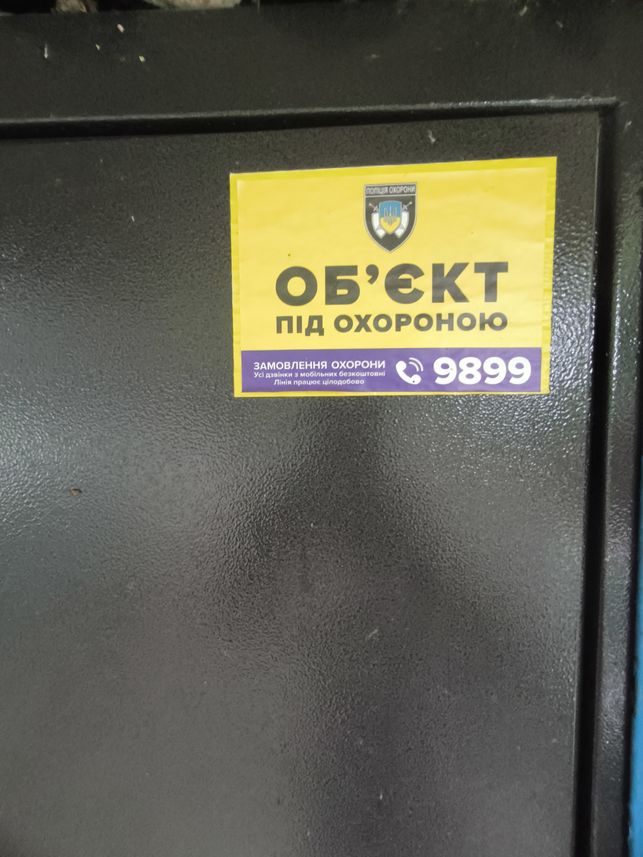 ПОЛІЦІЯ ОХОРОНИ
ОБ’ЄКТ
ПІД ОХОРОНОЮ
ЗАМОВЛЕННЯ ОХОРОНИ
Усі дзвінки з мобільних безкоштовні
Лінія працює цілодобово
9899